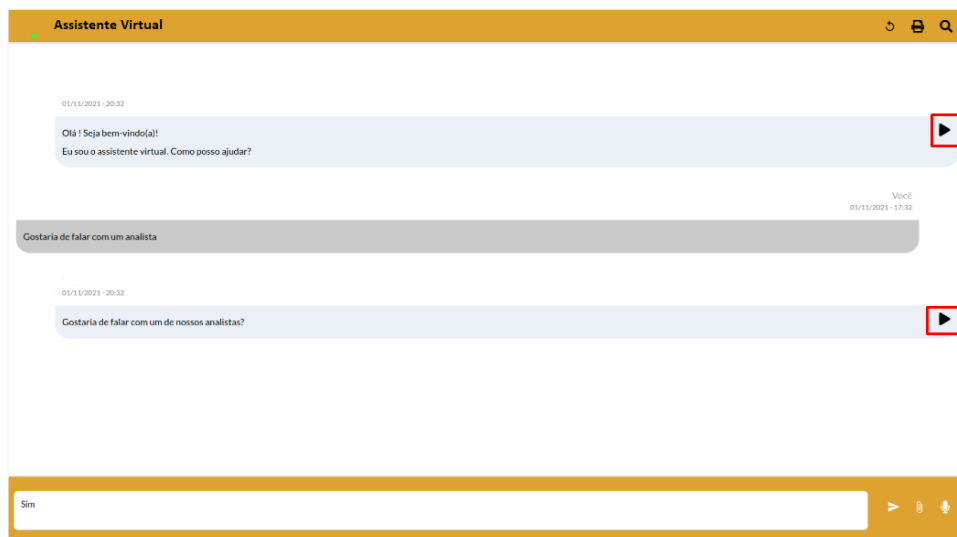 Assistente Virtual
01/11/2021 - 20:32
Olá ! Seja bem-vindo(a)!
Eu sou o assistente virtual. Como posso ajudar?
Você
01/11/2021 - 17:32
Gostaria de falar com um analista
01/11/2021 - 20:32
Gostaria de falar com um de nossos analistas?
Sim